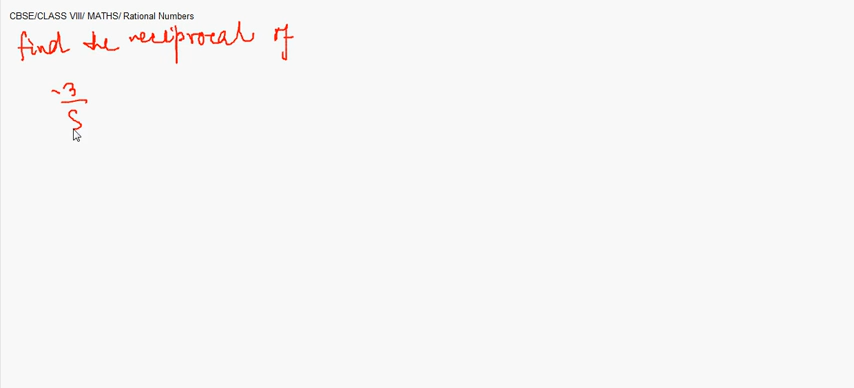 CBSE/CLASS VIII/ MATHS/ Rational Numbers
find the reciprocal of
-3
5